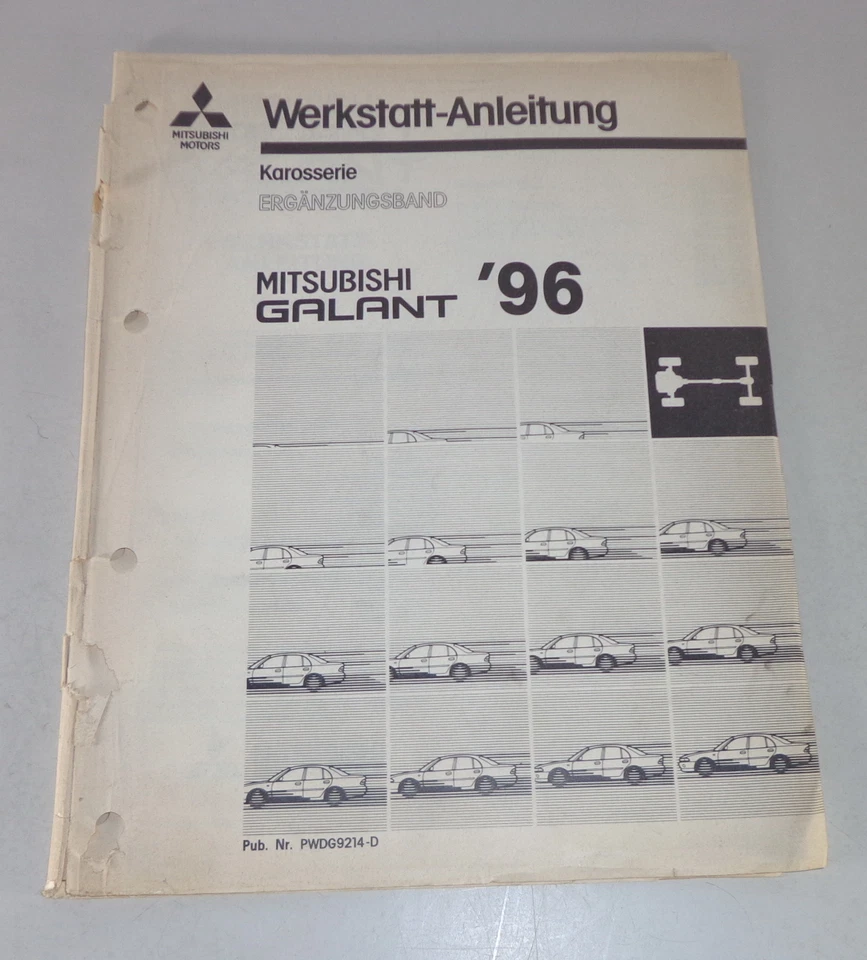 Werkstatt-Anleitung
MITSUBISHI
MOTORS
Karosserie
ERGÄNZUNGSBAND
MITSUBISHI
GALANT '96
Pub. Nr. PWDG9214-D